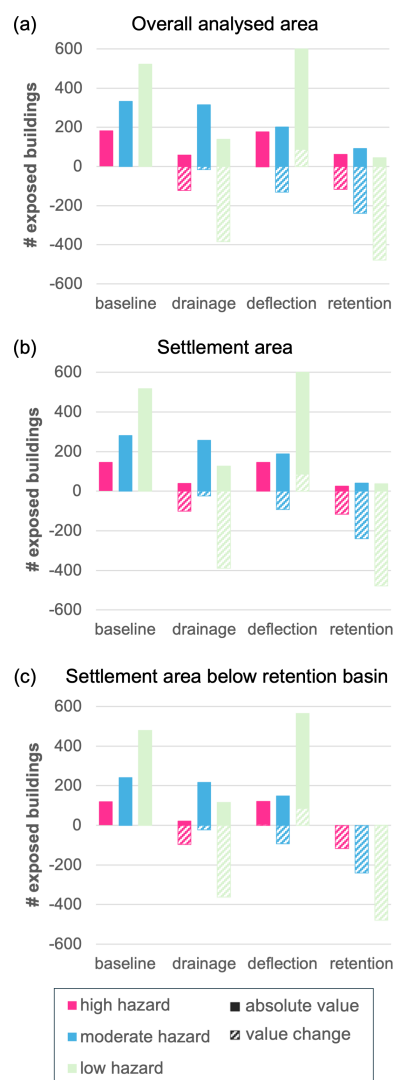 (a) Overall analysed area
# exposed buildings
600
400
200
0
-200
-400
-600
baseline drainage deflection retention
(b) Settlement area
# exposed buildings
600
400
200
0
-200
-400
-600
baseline drainage deflection retention
(c) Settlement area below retention basin
# exposed buildings
600
400
200
0
-200
-400
-600
baseline drainage deflection retention
high hazard absolute value
moderate hazard value change
low hazard